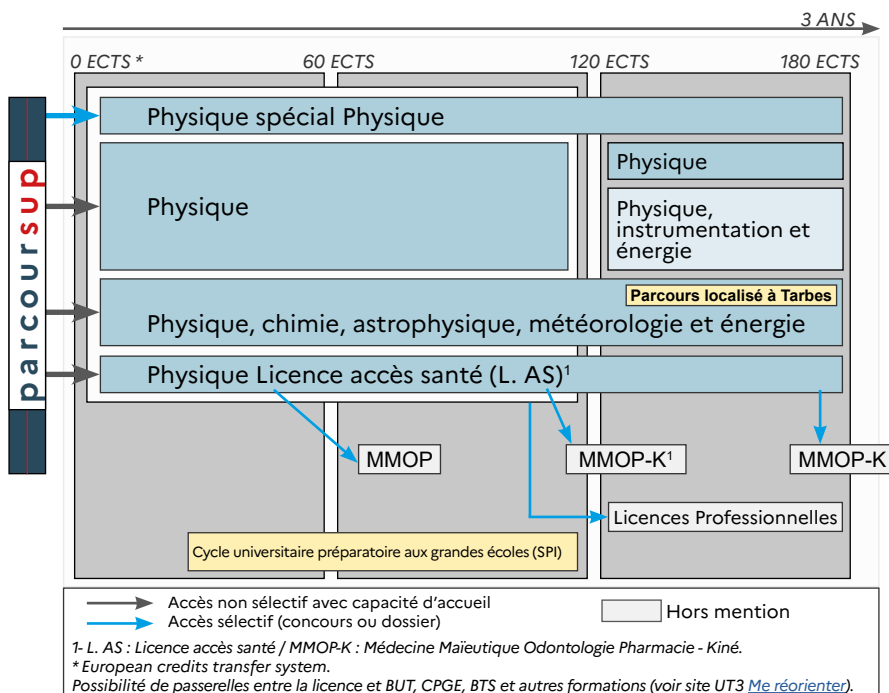 3 ANS
0 ECTS *
60 ECTS
120 ECTS
180 ECTS
parcoursup
Physique spécial Physique
Physique
Physique
Physique,
instrumentation et
énergie
Parcours localisé à Tarbes
Physique, chimie, astrophysique, météorologie et énergie
Physique Licence accès santé (L. AS)¹
MMOP
MMOP-K¹
MMOP-K
Licences Professionnelles
Cycle universitaire préparatoire aux grandes écoles (SPI)
Accès non sélectif avec capacité d'accueil
Accès sélectif (concours ou dossier)
Hors mention
1- L. AS : Licence accès santé / MMOP-K : Médecine Maïeutique Odontologie Pharmacie - Kiné.
* European credits transfer system.
Possibilité de passerelles entre la licence et BUT, CPGE, BTS et autres formations (voir site UT3 Me réorienter).